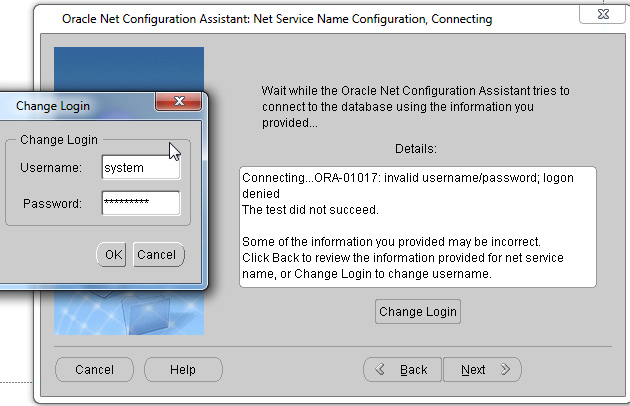 Oracle Net Configuration Assistant: Net Service Name Configuration, Connecting
Wait while the Oracle Net Configuration Assistant tries to
connect to the database using the information you
provided...
Details:
Connecting...ORA-01017: invalid username/password; logon
denied
The test did not succeed.
Some of the information you provided may be incorrect.
Click Back to review the information provided for net service
name, or Change Login to change username.
Change Login
Cancel
Help
Back
Next
Change Login
Change Login
Username:
system
Password:
*********
OK
Cancel